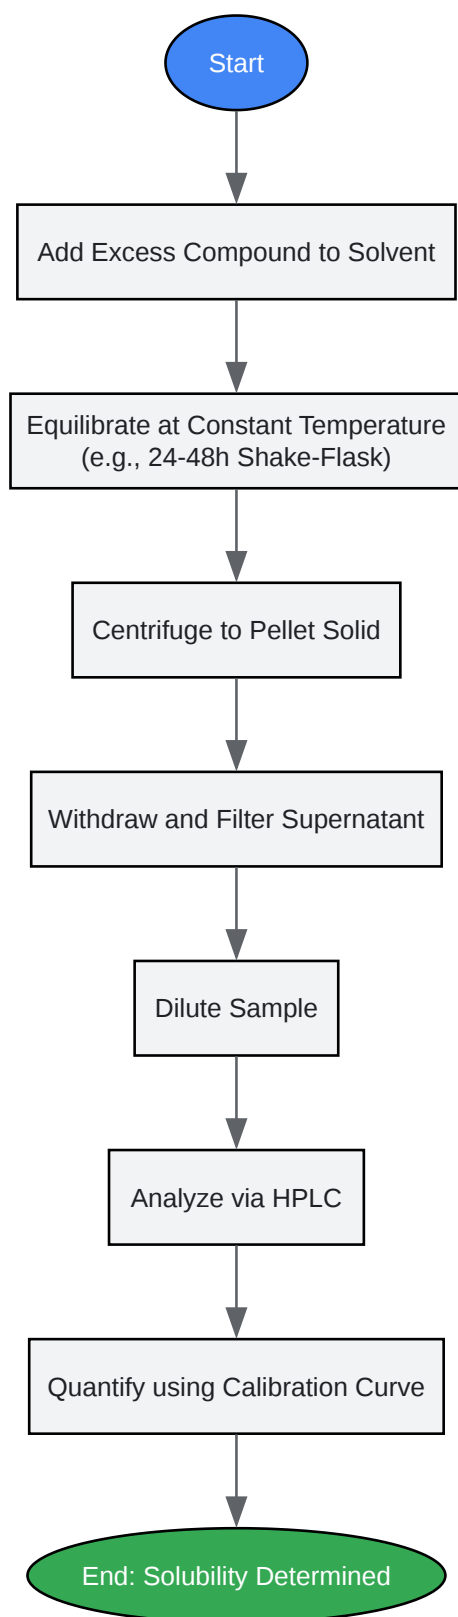 Start
Add Excess Compound to Solvent
Equilibrate at Constant Temperature
(e.g., 24-48h Shake-Flask)
Centrifuge to Pellet Solid
Withdraw and Filter Supernatant
Dilute Sample
Analyze via HPLC
Quantify using Calibration Curve
End: Solubility Determined